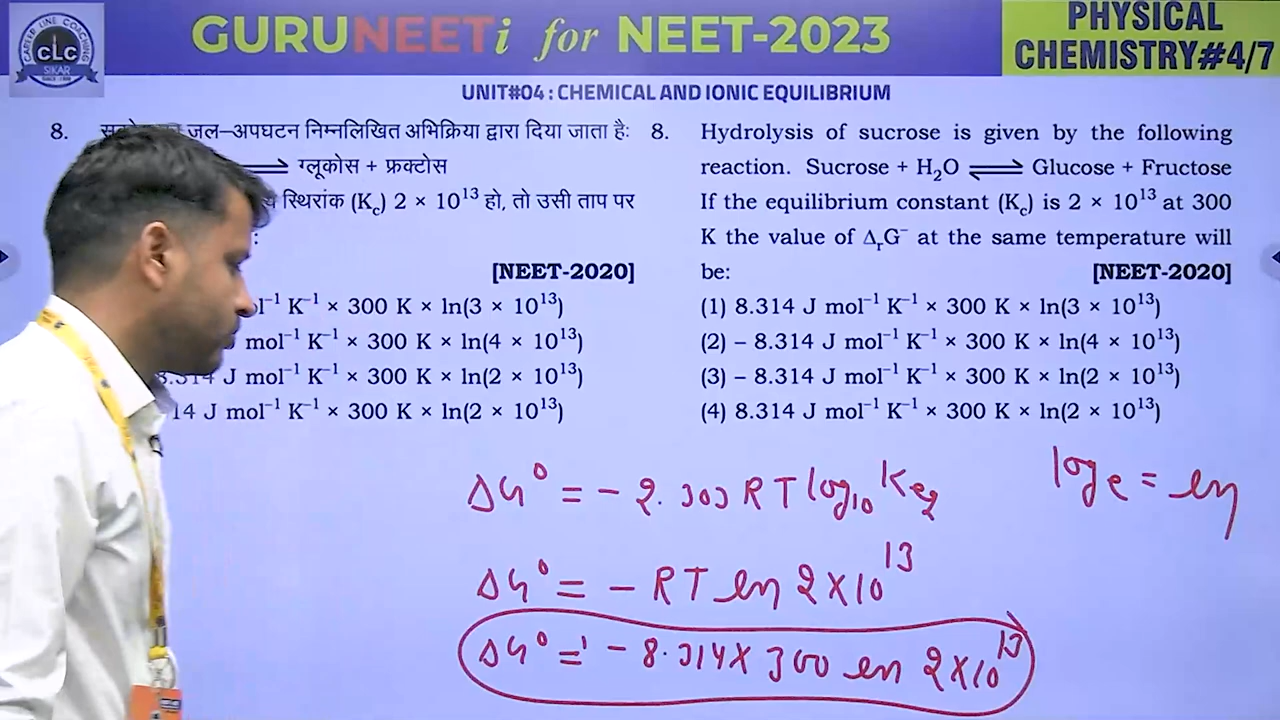 CAREER LINE COACHING
CLC
SIKAR
GURUNEETi for NEET-2023
PHYSICAL
CHEMISTRY#4/7
UNIT#04 : CHEMICAL AND IONIC EQUILIBRIUM
8. जल–अपघटन निम्नलिखित अभिक्रिया द्वारा दिया जाता हैः
⇌ ग्लूकोस + फ्रक्टोस
स्थिरांक (Kc) 2 × 10¹³ हो, तो उसी ताप पर
:
[NEET-2020]
⁻¹ K⁻¹ × 300 K × ln(3 × 10¹³)
mol⁻¹ K⁻¹ × 300 K × ln(4 × 10¹³)
J mol⁻¹ K⁻¹ × 300 K × ln(2 × 10¹³)
14 J mol⁻¹ K⁻¹ × 300 K × ln(2 × 10¹³)
8. Hydrolysis of sucrose is given by the following
reaction. Sucrose + H₂O ⇌ Glucose + Fructose
If the equilibrium constant (Kc) is 2 × 10¹³ at 300
K the value of ΔrG⁻ at the same temperature will
be: [NEET-2020]
(1) 8.314 J mol⁻¹ K⁻¹ × 300 K × ln(3 × 10¹³)
(2) – 8.314 J mol⁻¹ K⁻¹ × 300 K × ln(4 × 10¹³)
(3) – 8.314 J mol⁻¹ K⁻¹ × 300 K × ln(2 × 10¹³)
(4) 8.314 J mol⁻¹ K⁻¹ × 300 K × ln(2 × 10¹³)
ΔG° = – 2.303 RT log₁₀ Keq
loge = ln
ΔG° = – RT ln 2×10¹³
ΔG° = – 8.314 × 300 ln 2×10¹³